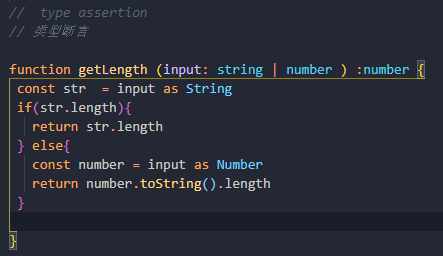 //  type assertion
// 类型断言
function getLength (input: string | number ) :number {
const str  = input as String
if(str.length){
return str.length
} else{
const number = input as Number
return number.toString().length
}
}